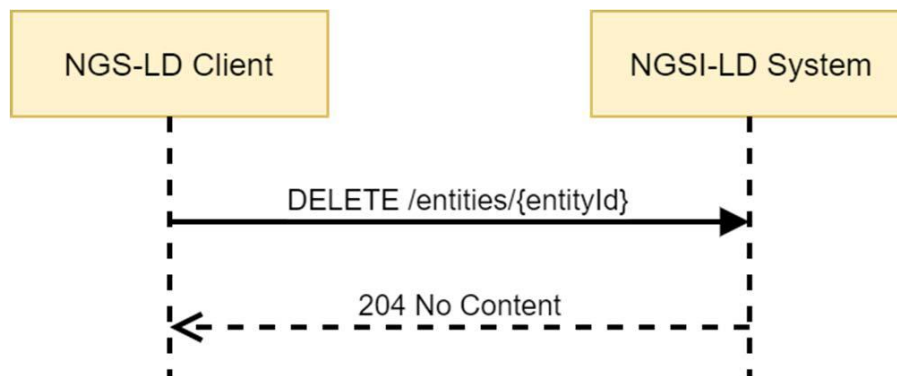 NGS-LD Client
NGSI-LD System
DELETE /entities/{entityId}
204 No Content